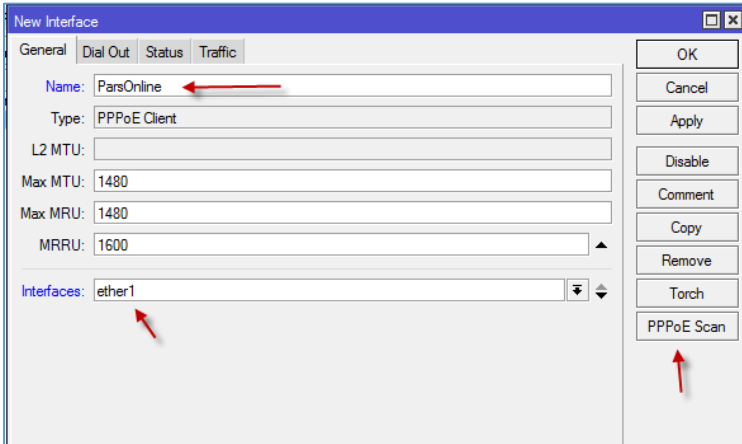 New Interface
General Dial Out Status Traffic
Name: ParsOnline
Type: PPPoE Client
L2 MTU:
Max MTU: 1480
Max MRU: 1480
MRRU: 1600
Interfaces: ether1
OK
Cancel
Apply
Disable
Comment
Copy
Remove
Torch
PPPoE Scan